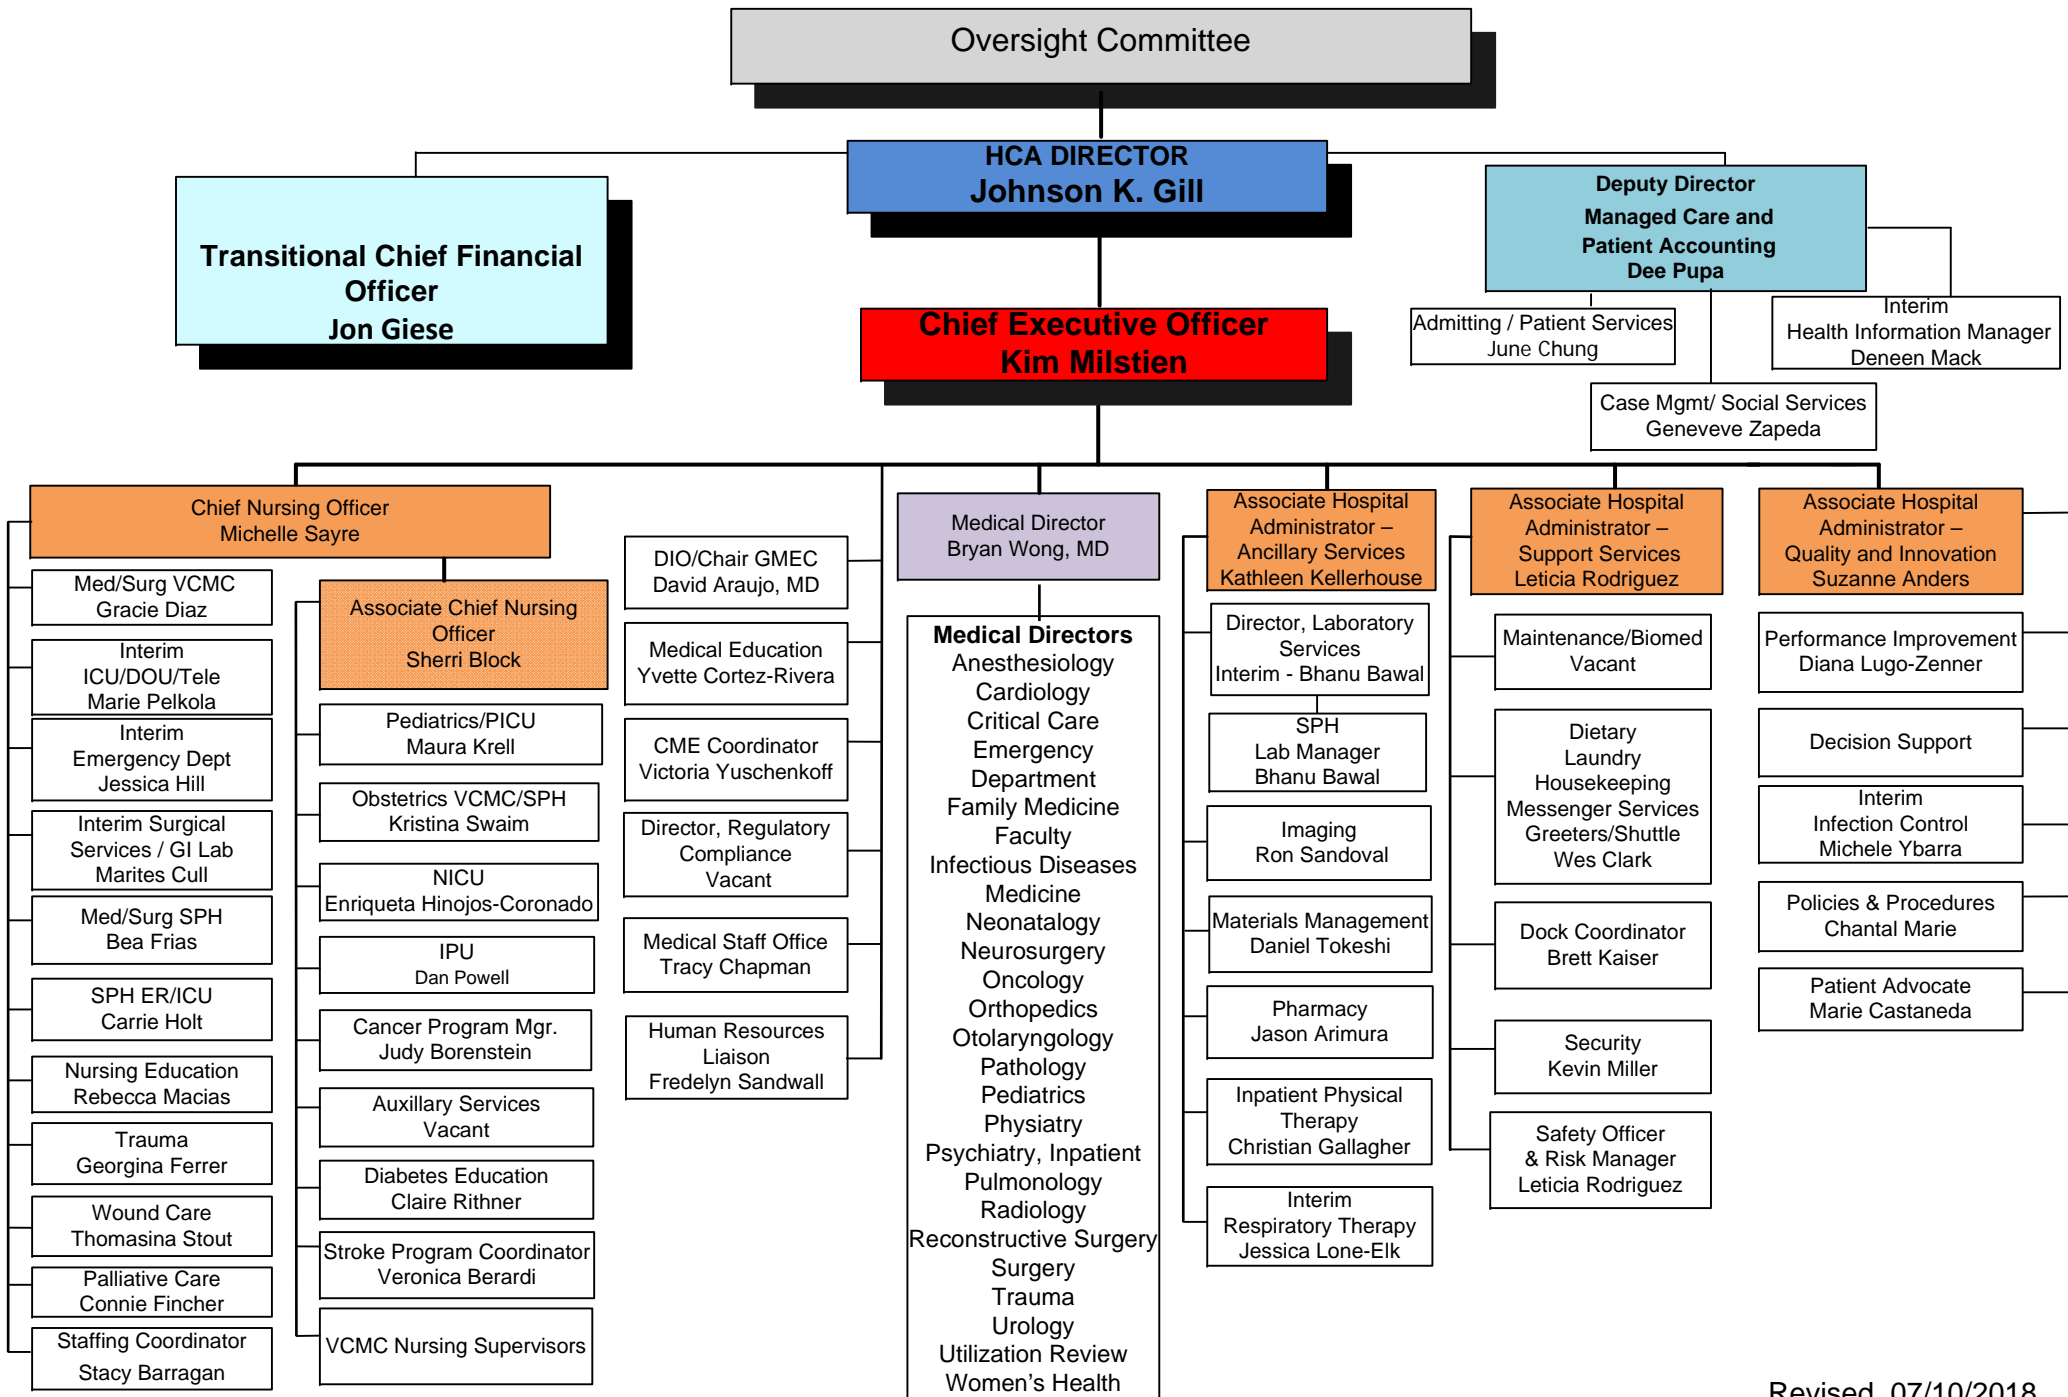 Oversight Committee
HCA DIRECTOR
Johnson K. Gill
Transitional Chief Financial
Officer
Jon Giese
Deputy Director
Managed Care and
Patient Accounting
Dee Pupa
Chief Executive Officer
Kim Milstien
Admitting / Patient Services
June Chung
Interim
Health Information Manager
Deneen Mack
Case Mgmt/ Social Services
Geneveve Zapeda
Chief Nursing Officer
Michelle Sayre
Med/Surg VCMC
Gracie Diaz
Interim
ICU/DOU/Tele
Marie Pelkola
Interim
Emergency Dept
Jessica Hill
Interim Surgical
Services / GI Lab
Marites Cull
Med/Surg SPH
Bea Frias
SPH ER/ICU
Carrie Holt
Nursing Education
Rebecca Macias
Trauma
Georgina Ferrer
Wound Care
Thomasina Stout
Palliative Care
Connie Fincher
Staffing Coordinator
Stacy Barragan
Associate Chief Nursing
Officer
Sherri Block
Pediatrics/PICU
Maura Krell
Obstetrics VCMC/SPH
Kristina Swaim
NICU
Enriqueta Hinojos-Coronado
IPU
Dan Powell
Cancer Program Mgr.
Judy Borenstein
Auxillary Services
Vacant
Diabetes Education
Claire Rithner
Stroke Program Coordinator
Veronica Berardi
VCMC Nursing Supervisors
DIO/Chair GMEC
David Araujo, MD
Medical Education
Yvette Cortez-Rivera
CME Coordinator
Victoria Yuschenkoff
Director, Regulatory
Compliance
Vacant
Medical Staff Office
Tracy Chapman
Human Resources
Liaison
Fredelyn Sandwall
Medical Director
Bryan Wong, MD
Medical Directors
Anesthesiology
Cardiology
Critical Care
Emergency
Department
Family Medicine
Faculty
Infectious Diseases
Medicine
Neonatalogy
Neurosurgery
Oncology
Orthopedics
Otolaryngology
Pathology
Pediatrics
Physiatry
Psychiatry, Inpatient
Pulmonology
Radiology
Reconstructive Surgery
Surgery
Trauma
Urology
Utilization Review
Women's Health
Associate Hospital
Administrator –
Ancillary Services
Kathleen Kellerhouse
Director, Laboratory
Services
Interim - Bhanu Bawal
SPH
Lab Manager
Bhanu Bawal
Imaging
Ron Sandoval
Materials Management
Daniel Tokeshi
Pharmacy
Jason Arimura
Inpatient Physical
Therapy
Christian Gallagher
Interim
Respiratory Therapy
Jessica Lone-Elk
Associate Hospital
Administrator –
Support Services
Leticia Rodriguez
Maintenance/Biomed
Vacant
Dietary
Laundry
Housekeeping
Messenger Services
Greeters/Shuttle
Wes Clark
Dock Coordinator
Brett Kaiser
Security
Kevin Miller
Safety Officer
& Risk Manager
Leticia Rodriguez
Associate Hospital
Administrator –
Quality and Innovation
Suzanne Anders
Performance Improvement
Diana Lugo-Zenner
Decision Support
Interim
Infection Control
Michele Ybarra
Policies & Procedures
Chantal Marie
Patient Advocate
Marie Castaneda
Revised 07/10/2018